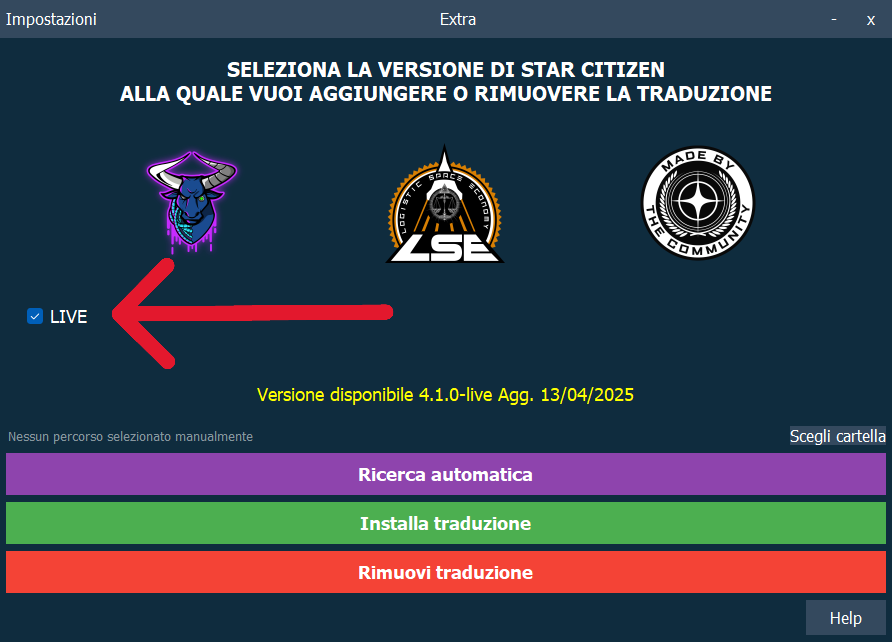 Impostazioni
Extra
-
x
SELEZIONA LA VERSIONE DI STAR CITIZEN
ALLA QUALE VUOI AGGIUNGERE O RIMUOVERE LA TRADUZIONE
LOGISTIC SPACE ECONOMY
LSE
MADE BY
THE COMMUNITY
LIVE
Versione disponibile 4.1.0-live Agg. 13/04/2025
Nessun percorso selezionato manualmente
Scegli cartella
Ricerca automatica
Installa traduzione
Rimuovi traduzione
Help